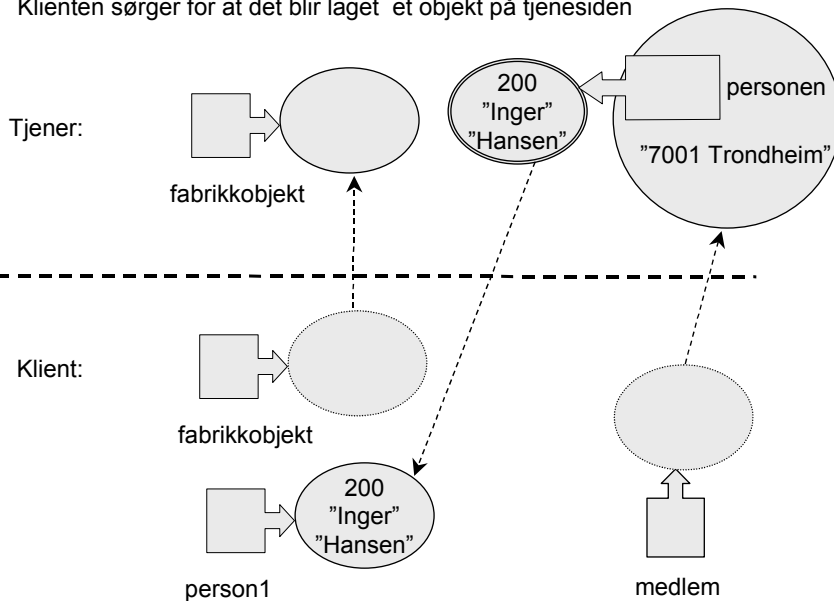 Klienten sørger for at det blir laget et objekt på tjenesiden
Tjener:
fabrikkobjekt
200
”Inger”
”Hansen”
personen
”7001 Trondheim”
Klient:
fabrikkobjekt
200
”Inger”
”Hansen”
person1
medlem